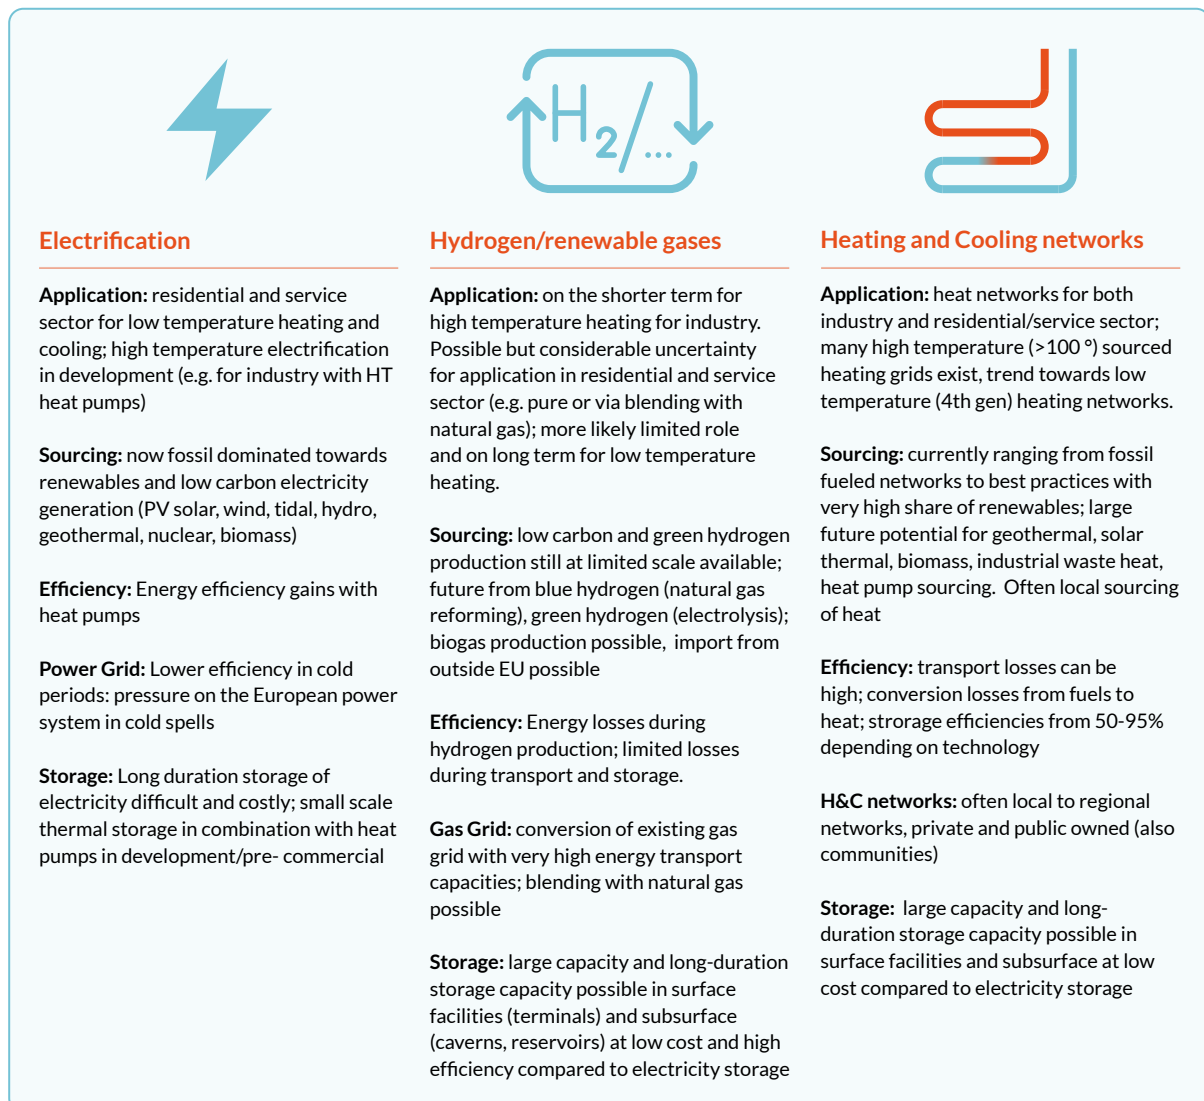 H2/...
Electrification
Application: residential and service
sector for low temperature heating and
cooling; high temperature electrification
in development (e.g. for industry with HT
heat pumps)
Sourcing: now fossil dominated towards
renewables and low carbon electricity
generation (PV solar, wind, tidal, hydro,
geothermal, nuclear, biomass)
Efficiency: Energy efficiency gains with
heat pumps
Power Grid: Lower efficiency in cold
periods: pressure on the European power
system in cold spells
Storage: Long duration storage of
electricity difficult and costly; small scale
thermal storage in combination with heat
pumps in development/pre- commercial
Hydrogen/renewable gases
Application: on the shorter term for
high temperature heating for industry.
Possible but considerable uncertainty
for application in residential and service
sector (e.g. pure or via blending with
natural gas); more likely limited role
and on long term for low temperature
heating.
Sourcing: low carbon and green hydrogen
production still at limited scale available;
future from blue hydrogen (natural gas
reforming), green hydrogen (electrolysis);
biogas production possible,  import from
outside EU possible
Efficiency: Energy losses during
hydrogen production; limited losses
during transport and storage.
Gas Grid: conversion of existing gas
grid with very high energy transport
capacities; blending with natural gas
possible
Storage: large capacity and long-duration
storage capacity possible in surface
facilities (terminals) and subsurface
(caverns, reservoirs) at low cost and high
efficiency compared to electricity storage
Heating and Cooling networks
Application: heat networks for both
industry and residential/service sector;
many high temperature (>100 °) sourced
heating grids exist, trend towards low
temperature (4th gen) heating networks.
Sourcing: currently ranging from fossil
fueled networks to best practices with
very high share of renewables; large
future potential for geothermal, solar
thermal, biomass, industrial waste heat,
heat pump sourcing.  Often local sourcing
of heat
Efficiency: transport losses can be
high; conversion losses from fuels to
heat; strorage efficiencies from 50-95%
depending on technology
H&C networks: often local to regional
networks, private and public owned (also
communities)
Storage:  large capacity and long-
duration storage capacity possible in
surface facilities and subsurface at low
cost compared to electricity storage